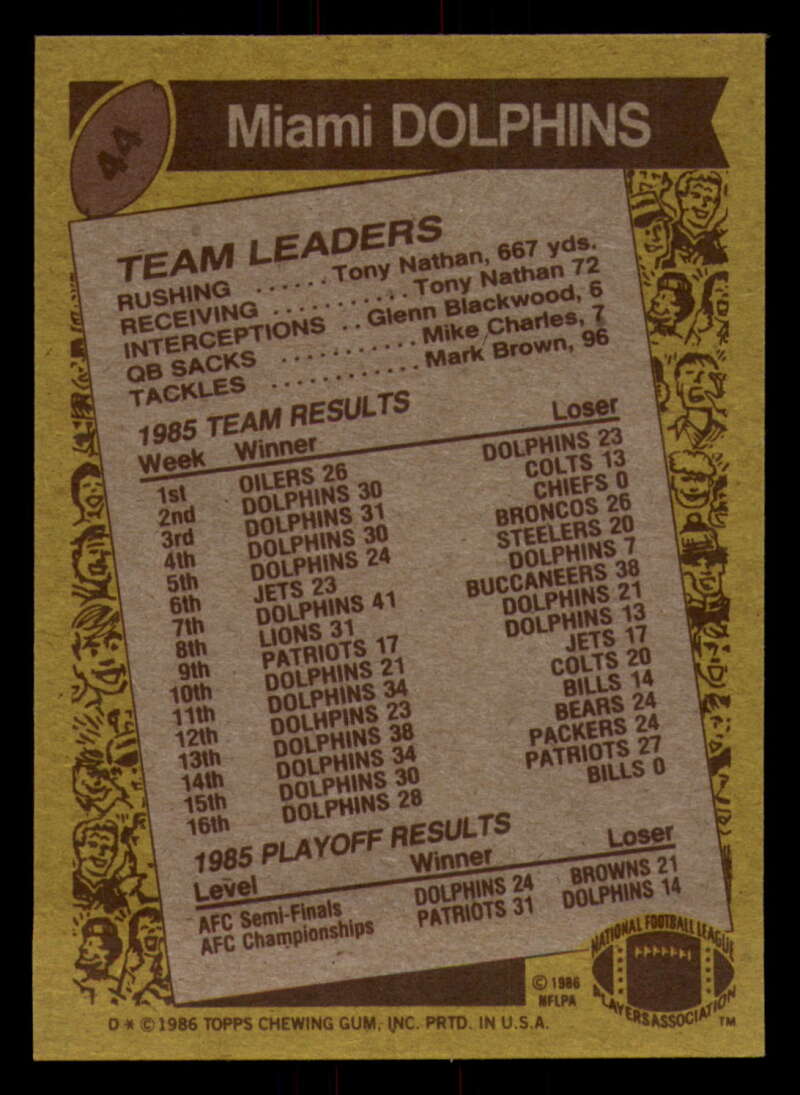 44
Miami DOLPHINS
TEAM LEADERS
RUSHING ...... Tony Nathan, 667 yds.
RECEIVING ........... Tony Nathan 72
INTERCEPTIONS .. Glenn Blackwood, 6
QB SACKS .......... Mike Charles, 7
TACKLES ............ Mark Brown, 96
1985 TEAM RESULTS
Week Winner Loser
1st OILERS 26 DOLPHINS 23
2nd DOLPHINS 30 COLTS 13
3rd DOLPHINS 31 CHIEFS 0
4th DOLPHINS 30 BRONCOS 26
5th DOLPHINS 24 STEELERS 20
6th JETS 23 DOLPHINS 7
7th DOLPHINS 41 BUCCANEERS 38
8th LIONS 31 DOLPHINS 21
9th PATRIOTS 17 DOLPHINS 13
10th DOLPHINS 21 JETS 17
11th DOLPHINS 34 COLTS 20
12th DOLHPINS 23 BILLS 14
13th DOLPHINS 38 BEARS 24
14th DOLPHINS 34 PACKERS 24
15th DOLPHINS 30 PATRIOTS 27
16th DOLPHINS 28 BILLS 0
1985 PLAYOFF RESULTS
Level Winner Loser
AFC Semi-Finals DOLPHINS 24 BROWNS 21
AFC Championships PATRIOTS 31 DOLPHINS 14
NATIONAL FOOTBALL LEAGUE
PLAYERS ASSOCIATION
TM
© 1986
NFLPA
D * © 1986 TOPPS CHEWING GUM, INC. PRTD. IN U.S.A.